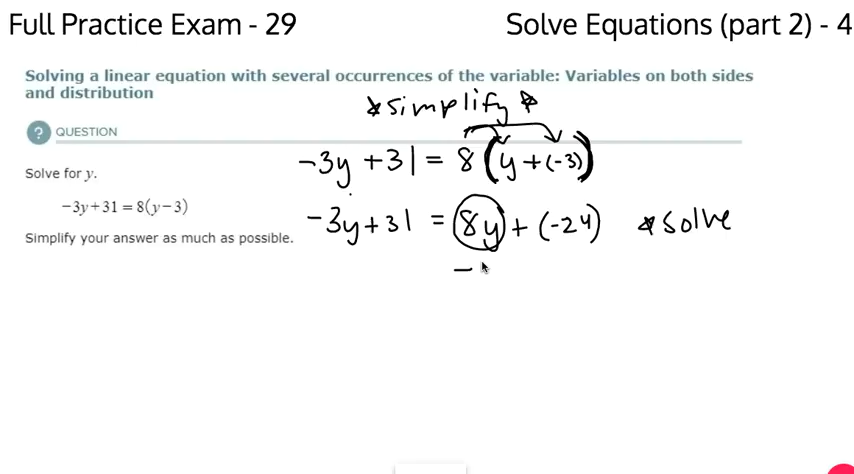 Full Practice Exam - 29
Solve Equations (part 2) - 4
Solving a linear equation with several occurrences of the variable: Variables on both sides
and distribution
*simplify*
? QUESTION
-3y +31 = 8(y+(-3))
Solve for y.
-3y+31 = 8(y-3)
-3y+31 = 8y + (-24) *solve
Simplify your answer as much as possible.
-